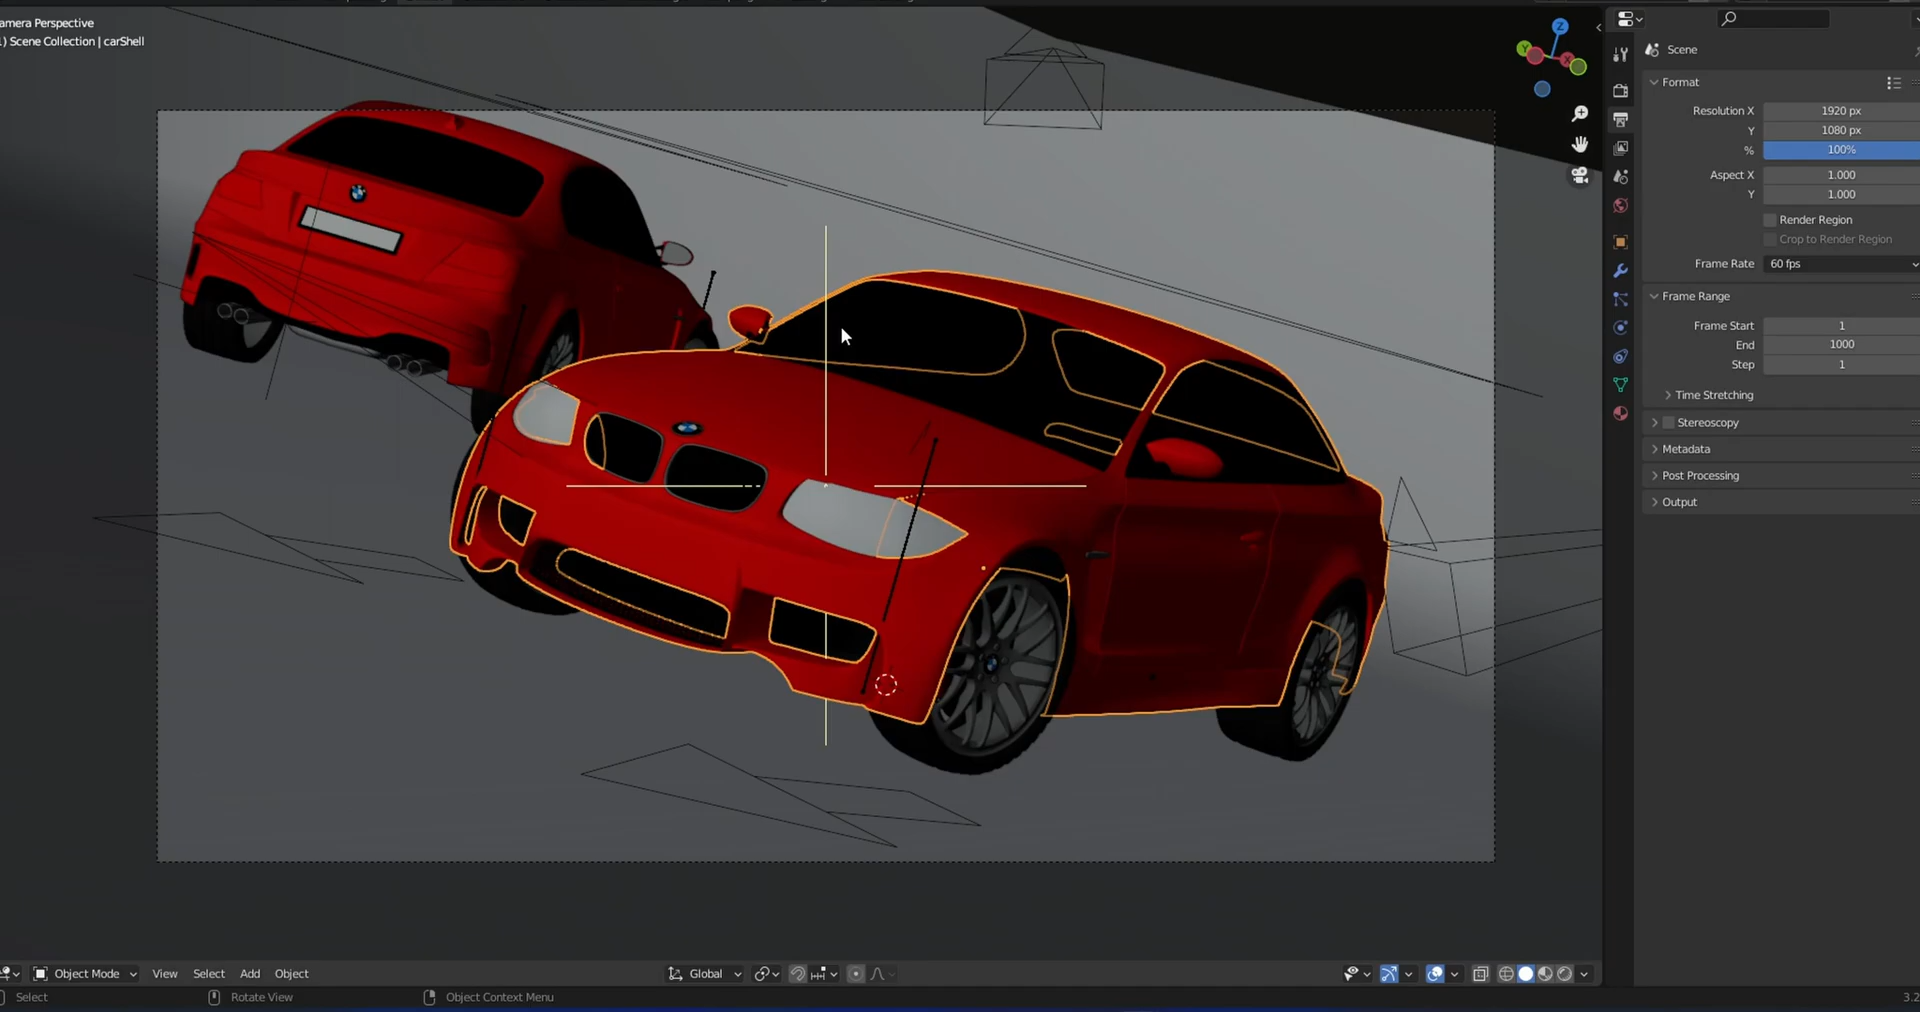 amera Perspective
) Scene Collection | carShell
Z
Y
X
Scene
Format
Resolution X 1920 px
Y 1080 px
% 100%
Aspect X 1.000
Y 1.000
Render Region
Crop to Render Region
Frame Rate 60 fps
Frame Range
Frame Start 1
End 1000
Step 1
Time Stretching
Stereoscopy
Metadata
Post Processing
Output
Object Mode View Select Add Object Global
Select Rotate View Object Context Menu 3.2